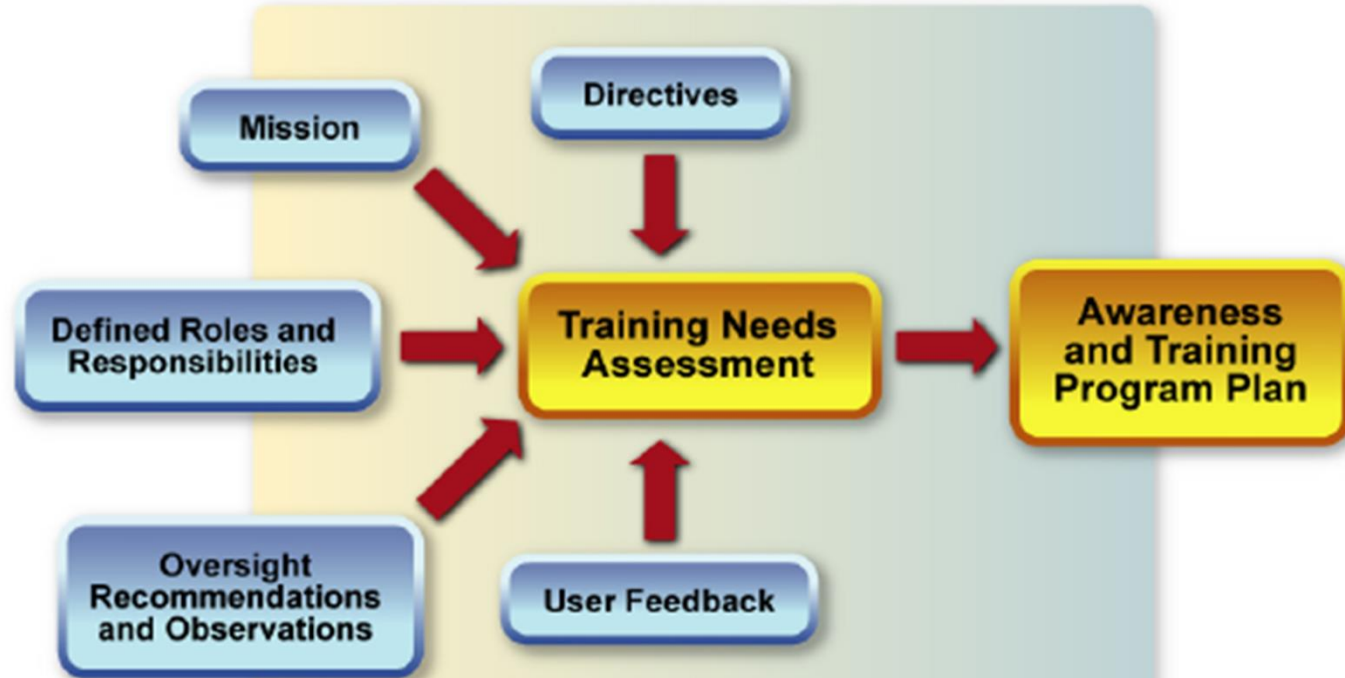 Mission
Directives
Defined Roles and
Responsibilities
Training Needs
Assessment
Awareness
and Training
Program Plan
Oversight
Recommendations
and Observations
User Feedback